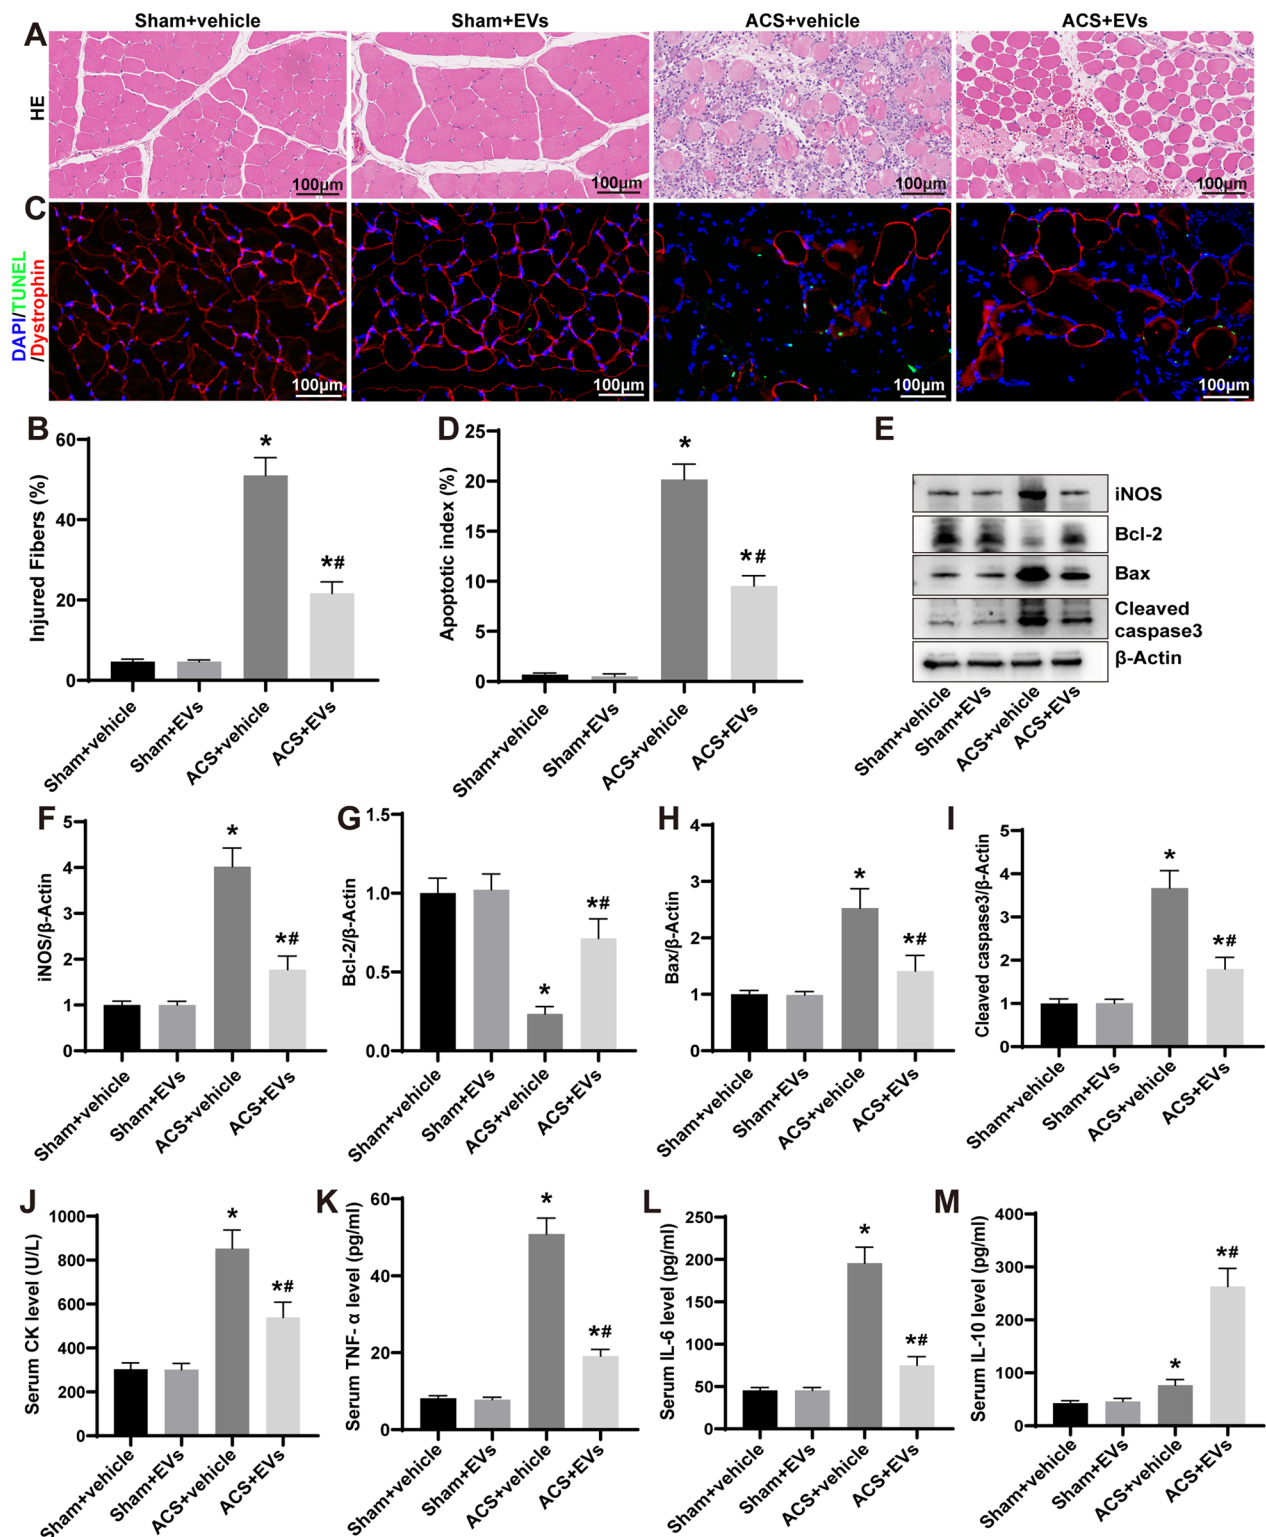 Sham+vehicle Sham+EVs ACS+vehicle ACS+EVs
A
HE
100μm 100μm 100μm 100μm
C
DAPI/TUNEL
/Dystrophin
100μm 100μm 100μm 100μm
B
Injured Fibers (%)
60
40
20
0
Sham+vehicle
Sham+EVs
ACS+vehicle
ACS+EVs
*
*#
D
Apoptotic index (%)
25
20
15
10
5
0
Sham+vehicle
Sham+EVs
ACS+vehicle
ACS+EVs
*
*#
E
iNOS
Bcl-2
Bax
Cleaved
caspase3
β-Actin
Sham+vehicle
Sham+EVs
ACS+vehicle
ACS+EVs
F
iNOS/β-Actin
5
4
3
2
1
0
Sham+vehicle
Sham+EVs
ACS+vehicle
ACS+EVs
*
*#
G
Bcl-2/β-Actin
1.5
1.0
0.5
0.0
Sham+vehicle
Sham+EVs
ACS+vehicle
ACS+EVs
*
*#
H
Bax/β-Actin
4
3
2
1
0
Sham+vehicle
Sham+EVs
ACS+vehicle
ACS+EVs
*
*#
I
Cleaved caspase3/β-Actin
5
4
3
2
1
0
Sham+vehicle
Sham+EVs
ACS+vehicle
ACS+EVs
*
*#
J
Serum CK level (U/L)
1000
800
600
400
200
0
Sham+vehicle
Sham+EVs
ACS+vehicle
ACS+EVs
*
*#
K
Serum TNF- α level (pg/ml)
60
40
20
0
Sham+vehicle
Sham+EVs
ACS+vehicle
ACS+EVs
*
*#
L
Serum IL-6 level (pg/ml)
250
200
150
100
50
0
Sham+vehicle
Sham+EVs
ACS+vehicle
ACS+EVs
*
*#
M
Serum IL-10 level (pg/ml)
400
300
200
100
0
Sham+vehicle
Sham+EVs
ACS+vehicle
ACS+EVs
*
*#